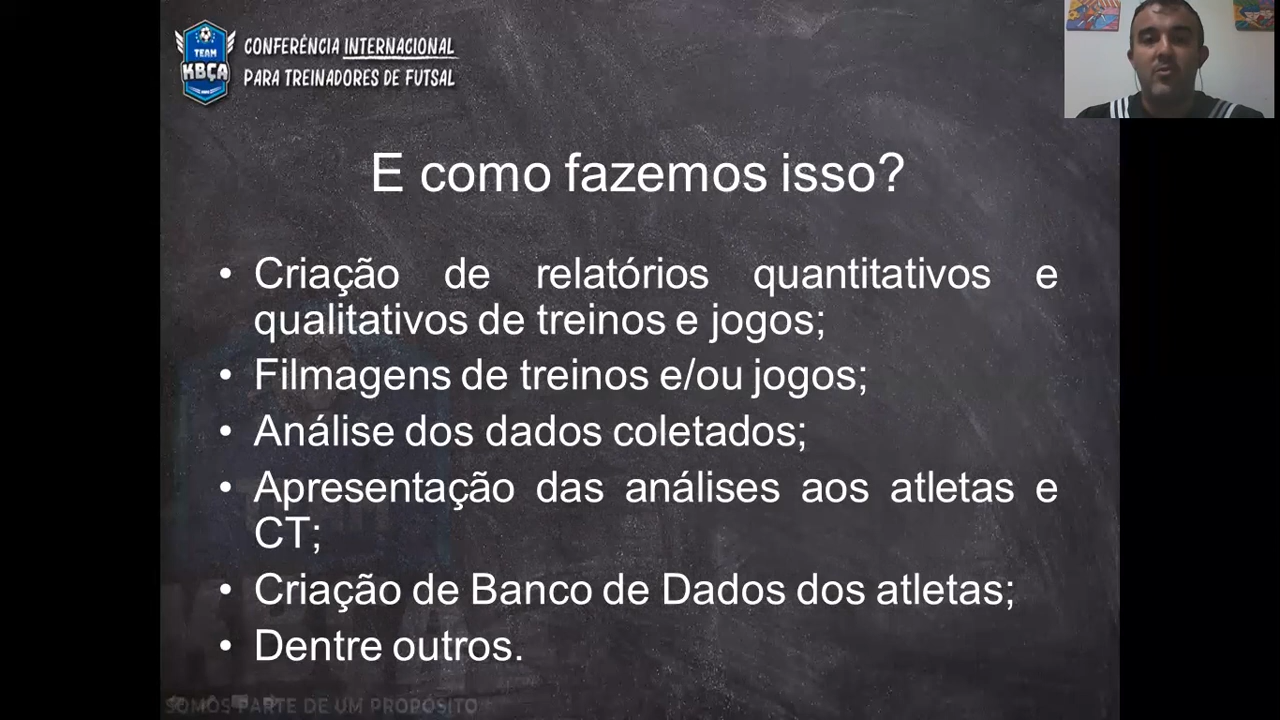 TEAM
KBÇA
CONFERÊNCIA INTERNACIONAL
PARA TREINADORES DE FUTSAL
E como fazemos isso?
• Criação de relatórios quantitativos e
qualitativos de treinos e jogos;
• Filmagens de treinos e/ou jogos;
• Análise dos dados coletados;
• Apresentação das análises aos atletas e
CT;
• Criação de Banco de Dados dos atletas;
• Dentre outros.
SOMOS PARTE DE UM PROPÓSITO